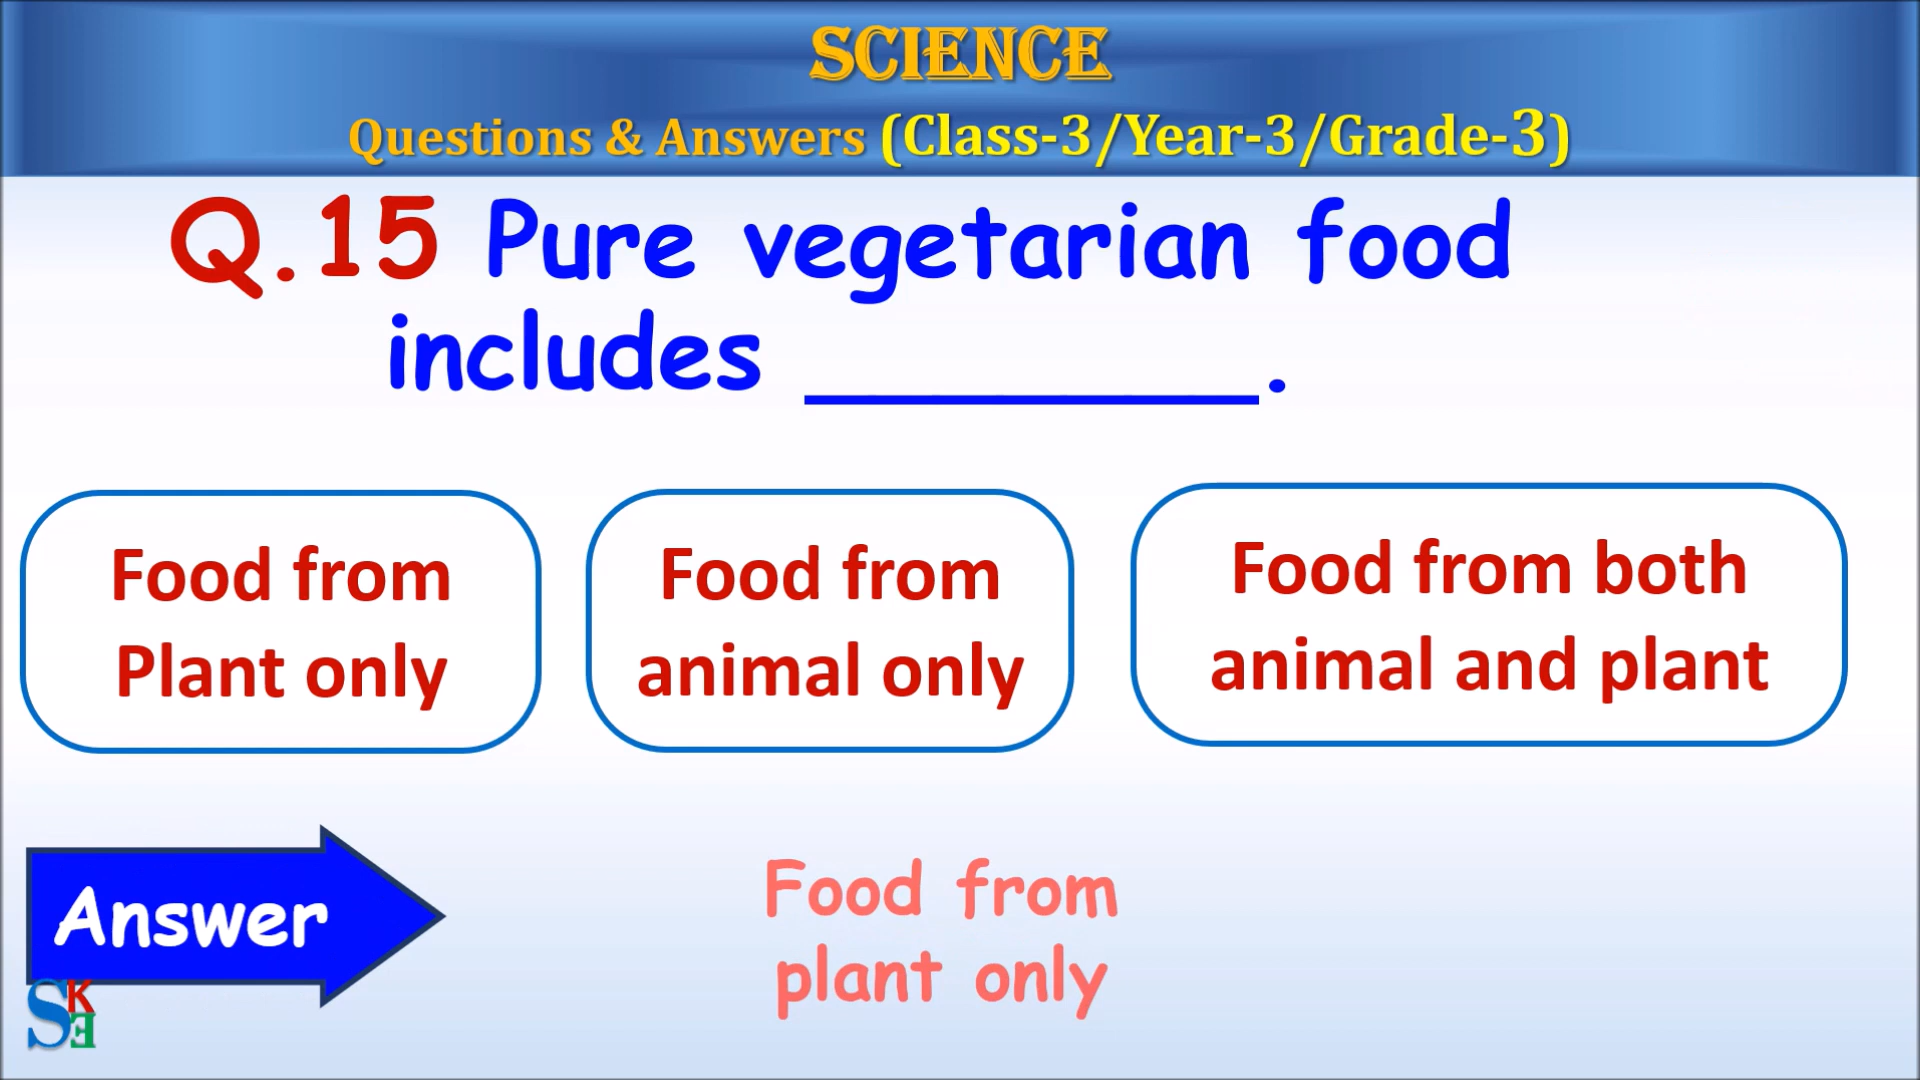 SCIENCE
Questions & Answers (Class-3/Year-3/Grade-3)
Q.15 Pure vegetarian food
includes ________.
Food from
Plant only
Food from
animal only
Food from both
animal and plant
Answer
Food from
plant only
SKE